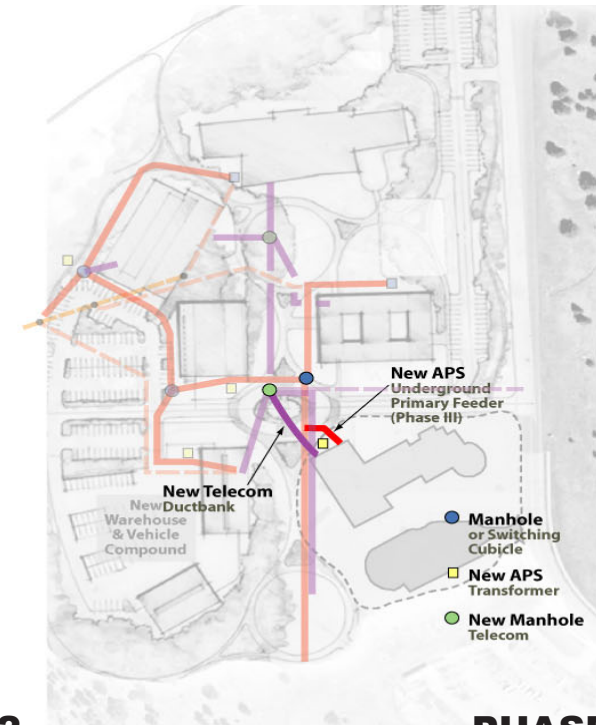 New APS
Underground
Primary Feeder
(Phase III)
New Telecom
Ductbank
New
Warehouse
& Vehicle
Compound
Manhole
or Switching
Cubicle
New APS
Transformer
New Manhole
Telecom